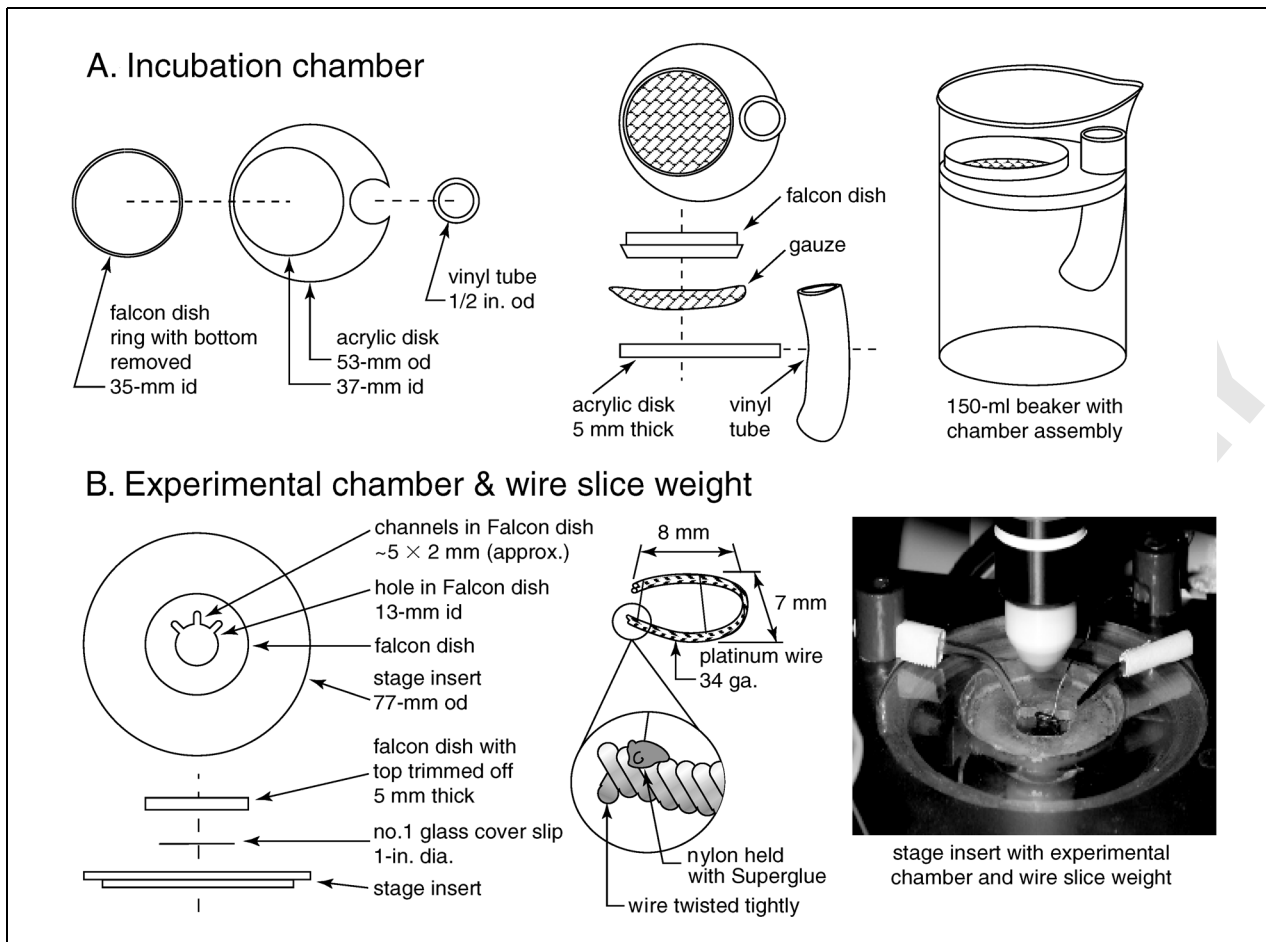 A. Incubation chamber
falcon dish
ring with bottom
removed
35-mm id
acrylic disk
53-mm od
37-mm id
vinyl tube
1/2 in. od
falcon dish
gauze
acrylic disk
5 mm thick
vinyl
tube
150-ml beaker with
chamber assembly
B. Experimental chamber & wire slice weight
channels in Falcon dish
~5 × 2 mm (approx.)
hole in Falcon dish
13-mm id
falcon dish
stage insert
77-mm od
falcon dish with
top trimmed off
5 mm thick
no.1 glass cover slip
1-in. dia.
stage insert
8 mm
7 mm
platinum wire
34 ga.
nylon held
with Superglue
wire twisted tightly
stage insert with experimental
chamber and wire slice weight